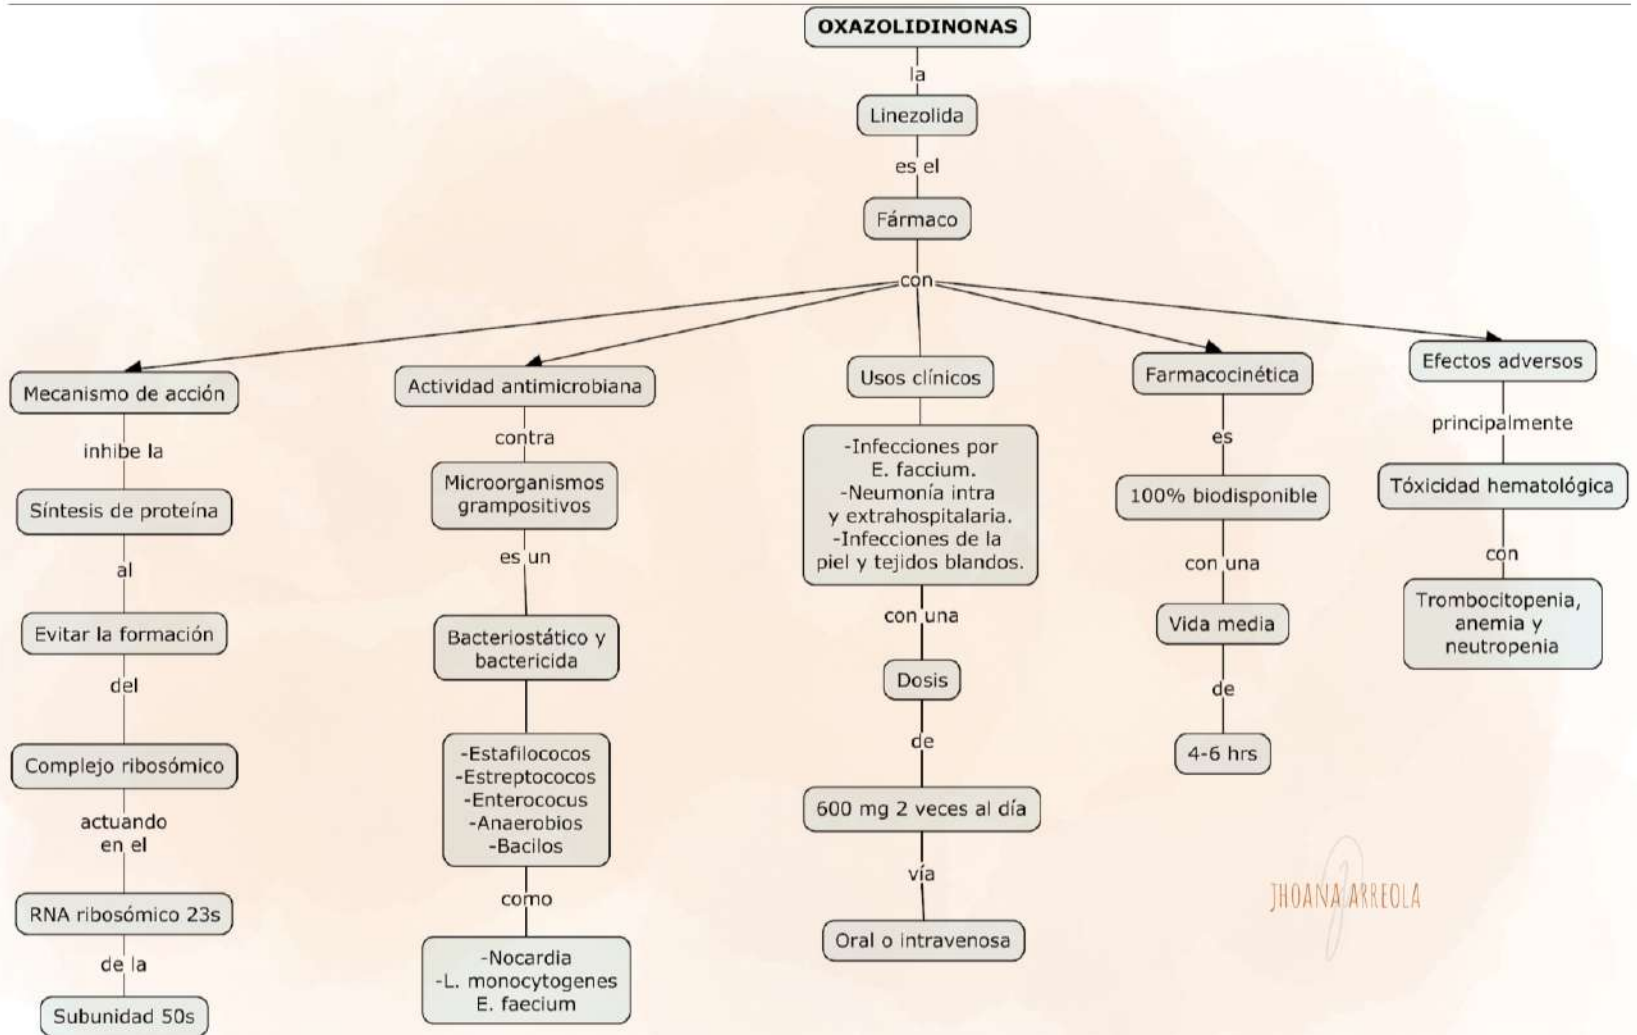 OXAZOLIDINONAS
la
Linezolida
es el
Fármaco
con
Mecanismo de acción
inhibe la
Síntesis de proteína
al
Evitar la formación
del
Complejo ribosómico
actuando
en el
RNA ribosómico 23s
de la
Subunidad 50s
Actividad antimicrobiana
contra
Microorganismos
grampositivos
es un
Bacteriostático y
bactericida
-Estafilococos
-Estreptococos
-Enterococus
-Anaerobios
-Bacilos
como
-Nocardia
-L. monocytogenes
E. faecium
Usos clínicos
-Infecciones por
E. faccium.
-Neumonía intra
y extrahospitalaria.
-Infecciones de la
piel y tejidos blandos.
con una
Dosis
de
600 mg 2 veces al día
vía
Oral o intravenosa
Farmacocinética
es
100% biodisponible
con una
Vida media
de
4-6 hrs
Efectos adversos
principalmente
Tóxicidad hematológica
con
Trombocitopenia,
anemia y
neutropenia
JHOANA ARREOLA